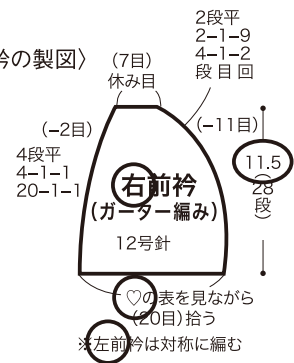 衿の製図〉
(7目)
休み目
2段平
2-1-9
4-1-2
段目回
(-2目)
(-11目)
4段平
4-1-1
20-1-1
11.5
(28段)
右前衿
(ガーター編み)
12号針
♡の表を見ながら
(20目)拾う
※左前衿は対称に編む